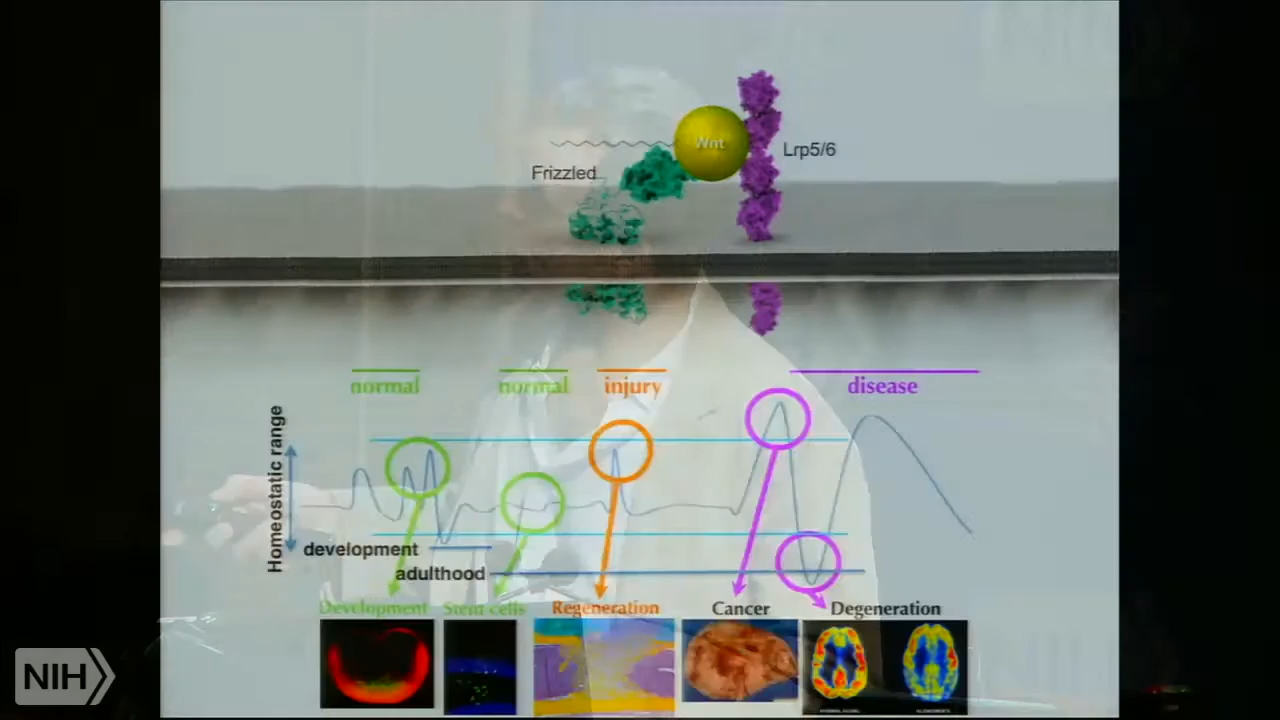 Wnt
Lrp5/6
Frizzled
normal
normal
injury
disease
Homeostatic range
development
adulthood
Development
Stem cells
Regeneration
Cancer
Degeneration
NIH